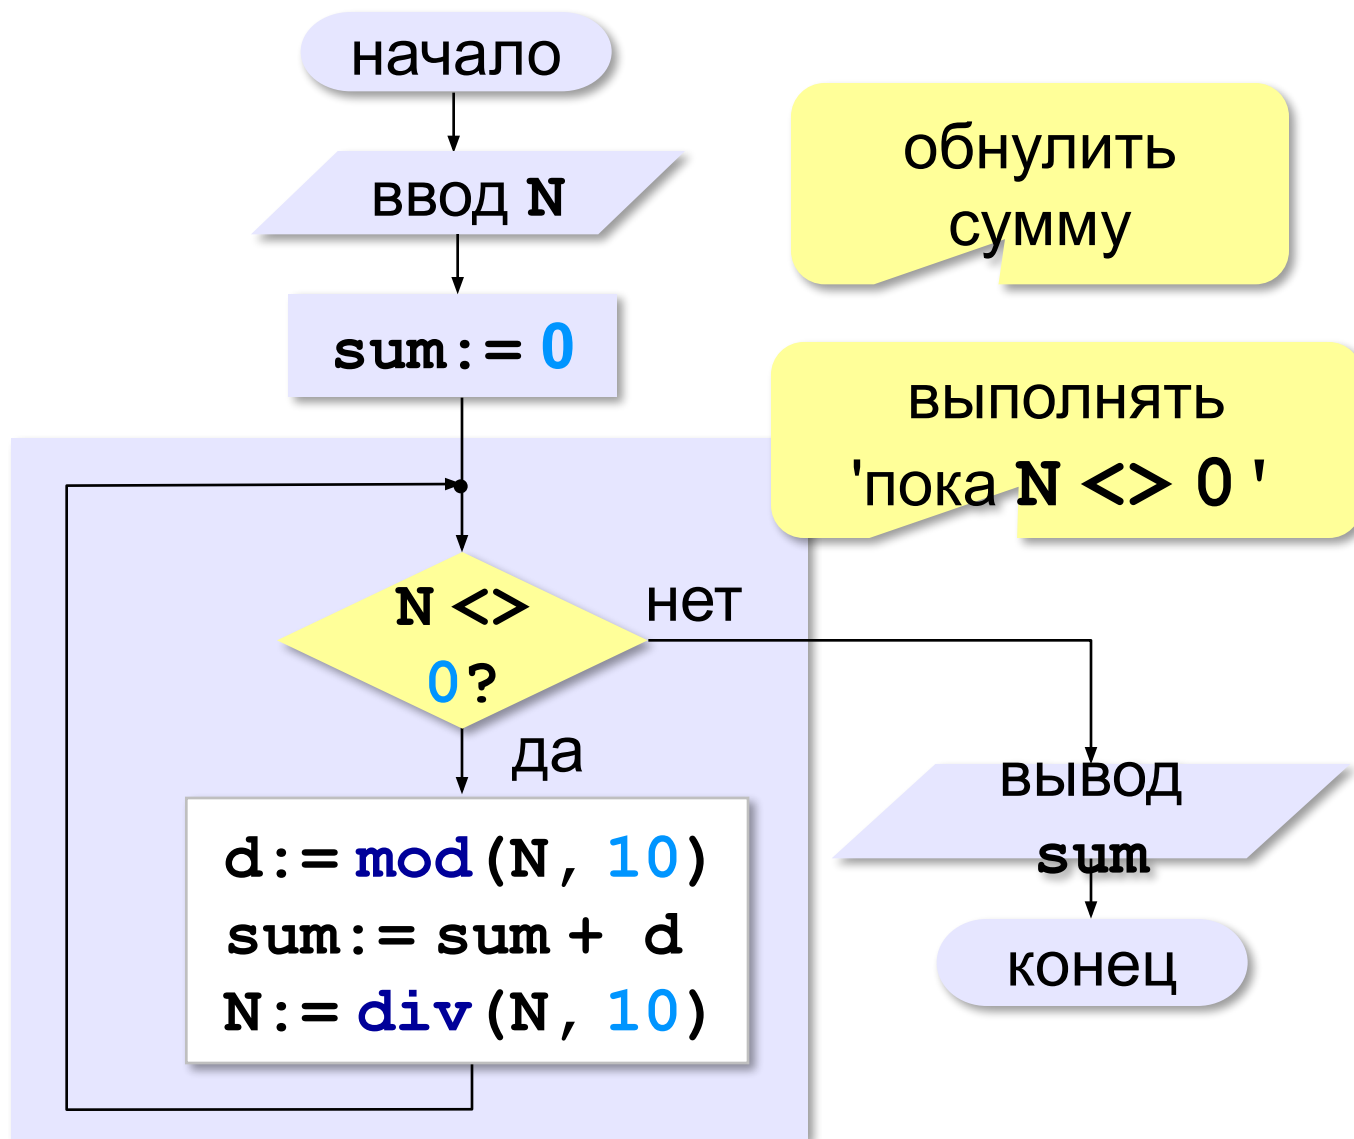 начало
ввод N
sum:= 0
обнулить
сумму
выполнять
'пока N <> 0'
N <>
0?
нет
да
d:= mod(N, 10)
sum:= sum + d
N:= div(N, 10)
вывод
sum
конец